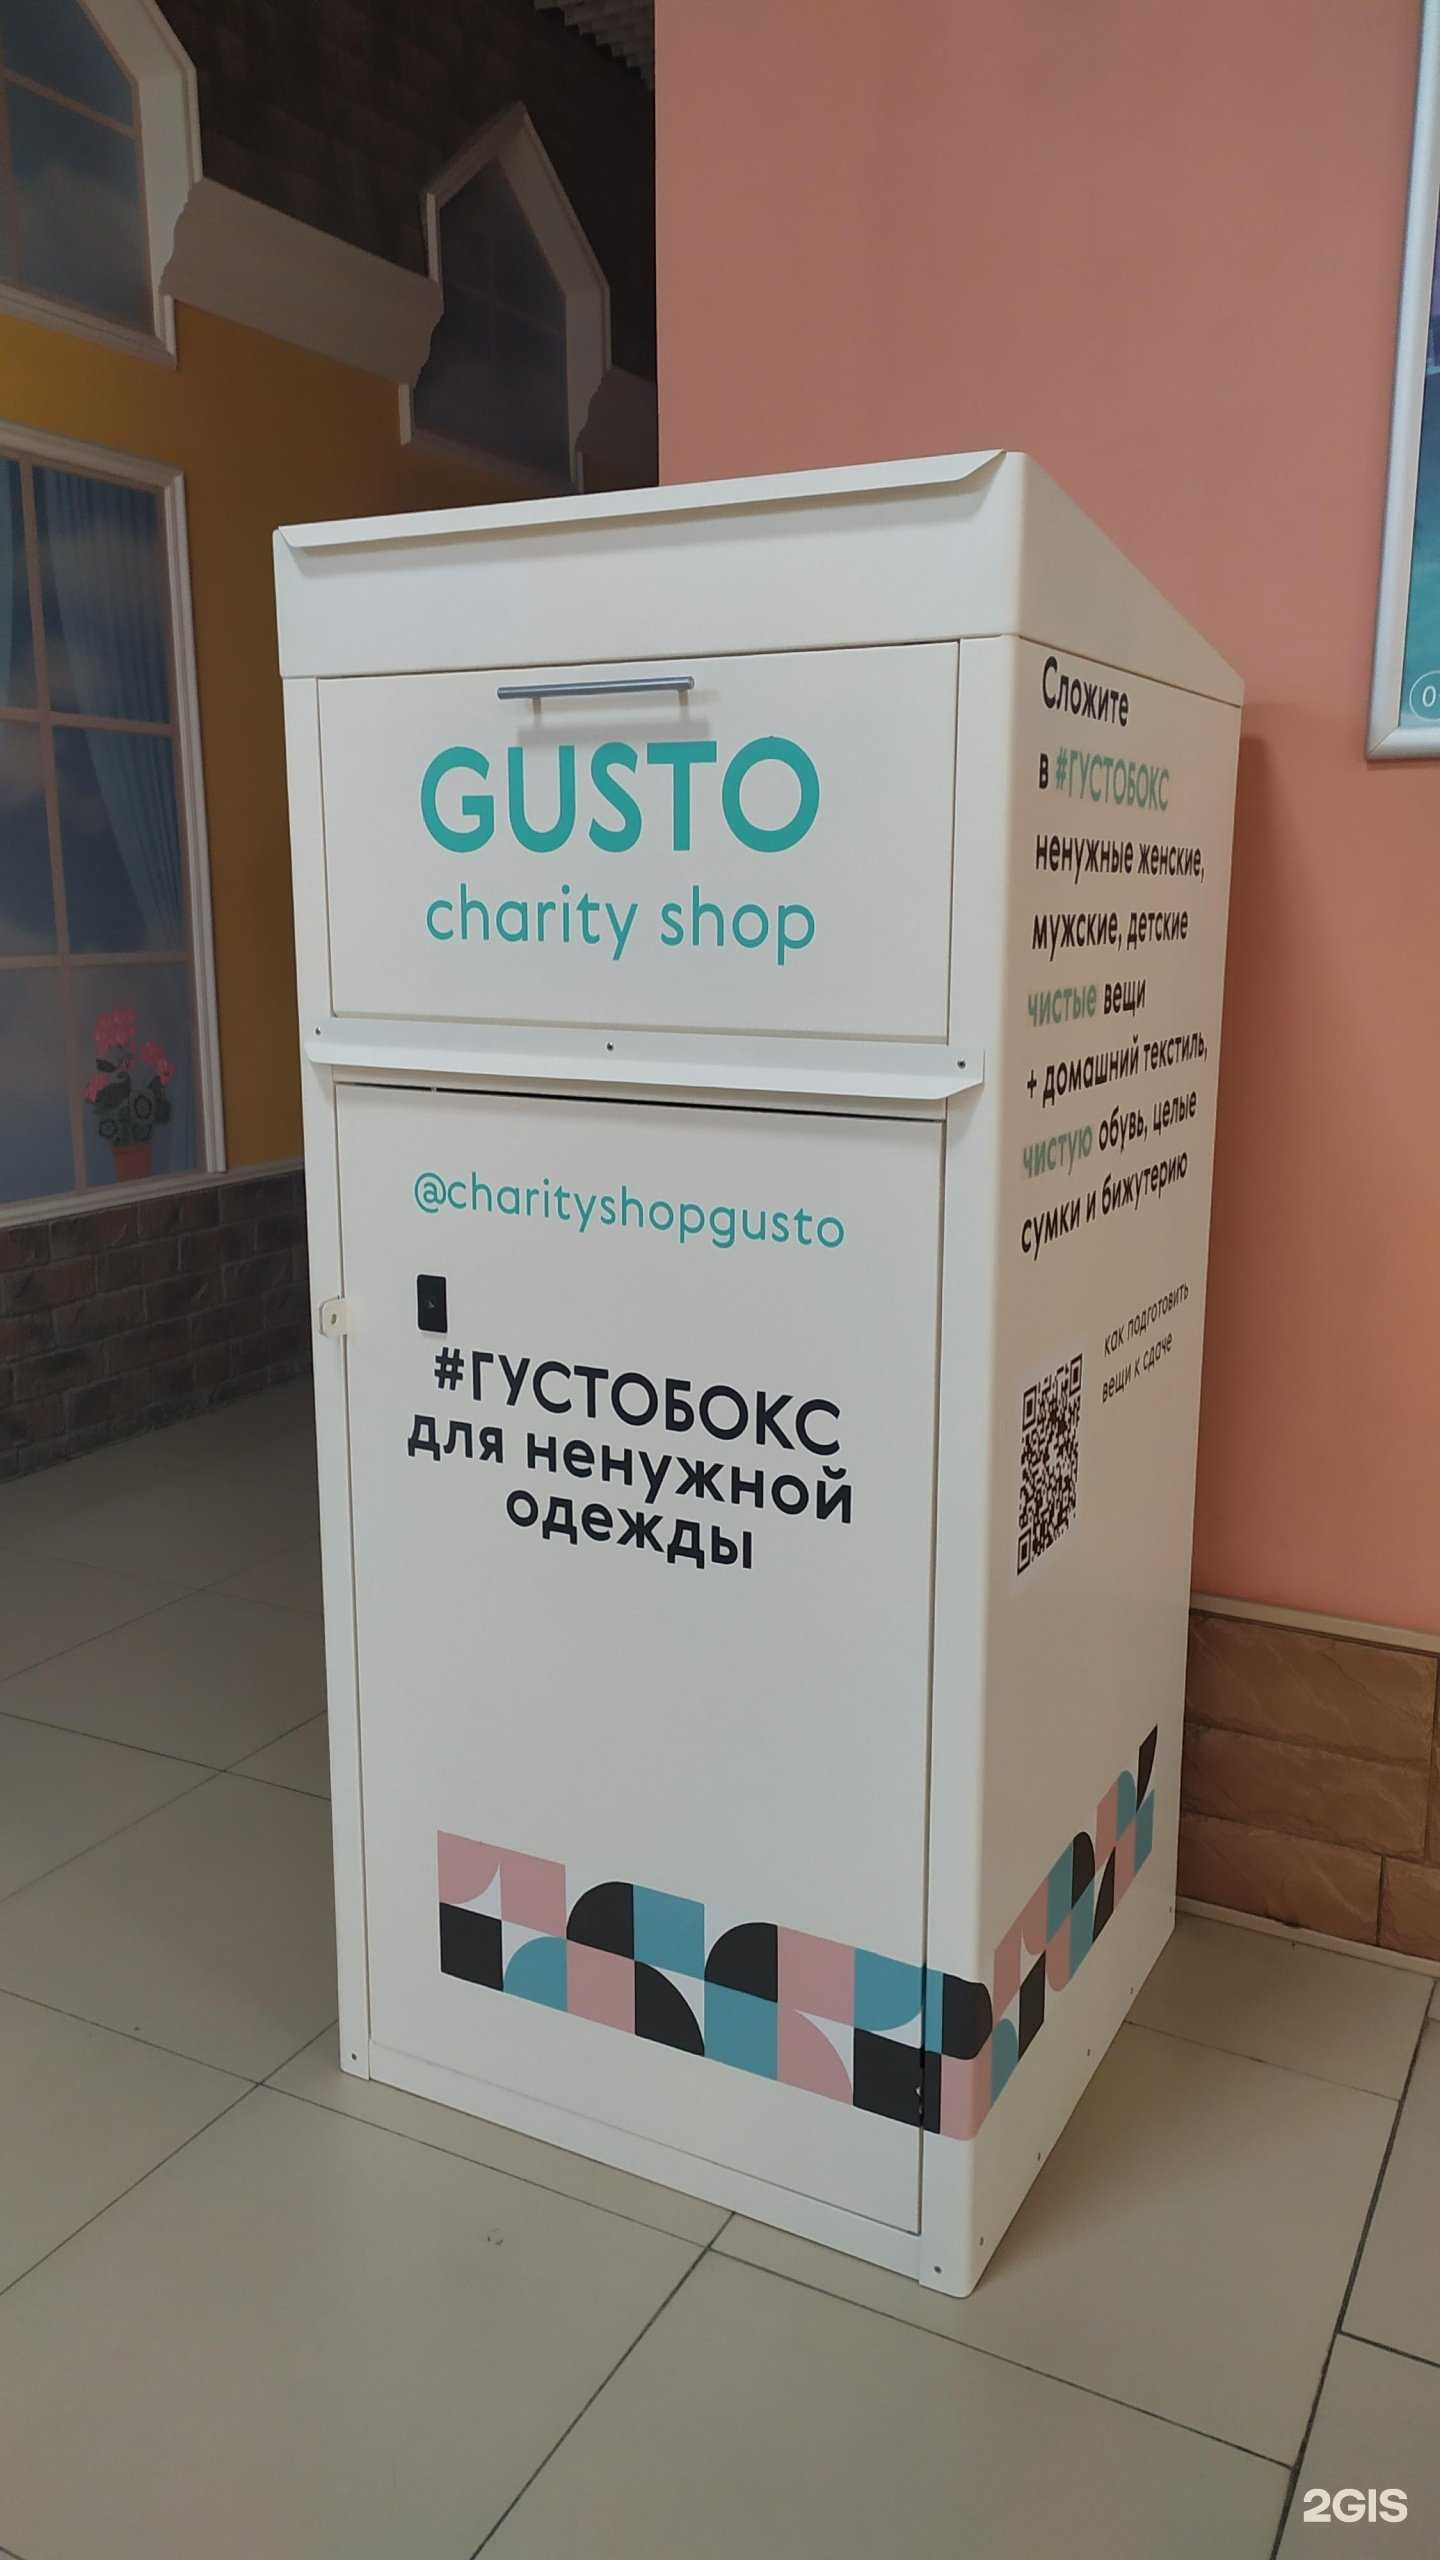 GUSTO
charity shop
@charityshopgusto
#ГУСТОБОКС
для ненужной
одежды
Сложите
в #ГУСТОБОКС
ненужные женские,
мужские, детские
чистые вещи
+ домашний текстиль,
чистую обувь, целые
сумки и бижутерию
как подготовить
вещи к сдаче
0
2GIS